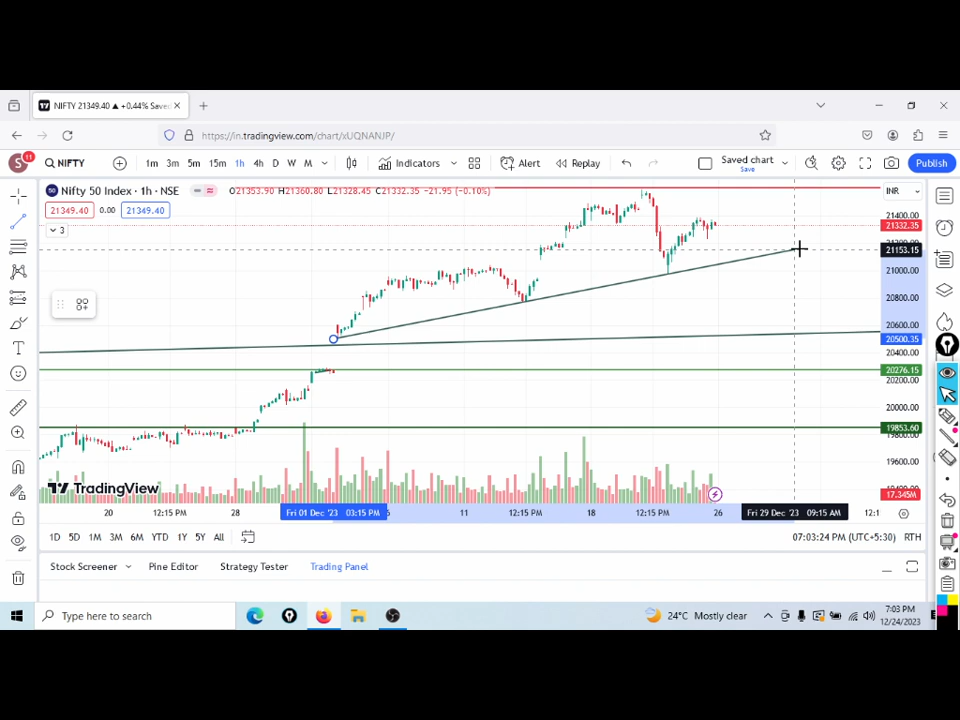 NIFTY 21349.40 ▲ +0.44% Saved
https://in.tradingview.com/chart/xUQNANJP/
S 11 NIFTY 1m 3m 5m 15m 1h 4h D W M Indicators Alert Replay Saved chart Save Publish
50 Nifty 50 Index · 1h · NSE O21353.90 H21360.80 L21328.45 C21332.35 -21.95 (-0.10%) INR
21349.40 0.00 21349.40
3
21400.00
21332.35
21153.15
21000.00
20800.00
20600.00
20500.35
20400.00
20276.15
20200.00
20000.00
19853.60
19600.00
17.345M
TradingView
20 12:15 PM 28 Fri 01 Dec '23 03:15 PM 11 12:15 PM 18 12:15 PM 26 Fri 29 Dec '23 09:15 AM 12:1
1D 5D 1M 3M 6M YTD 1Y 5Y All 07:03:24 PM (UTC+5:30) RTH
Stock Screener Pine Editor Strategy Tester Trading Panel
Type here to search 24°C Mostly clear 7:03 PM
12/24/2023